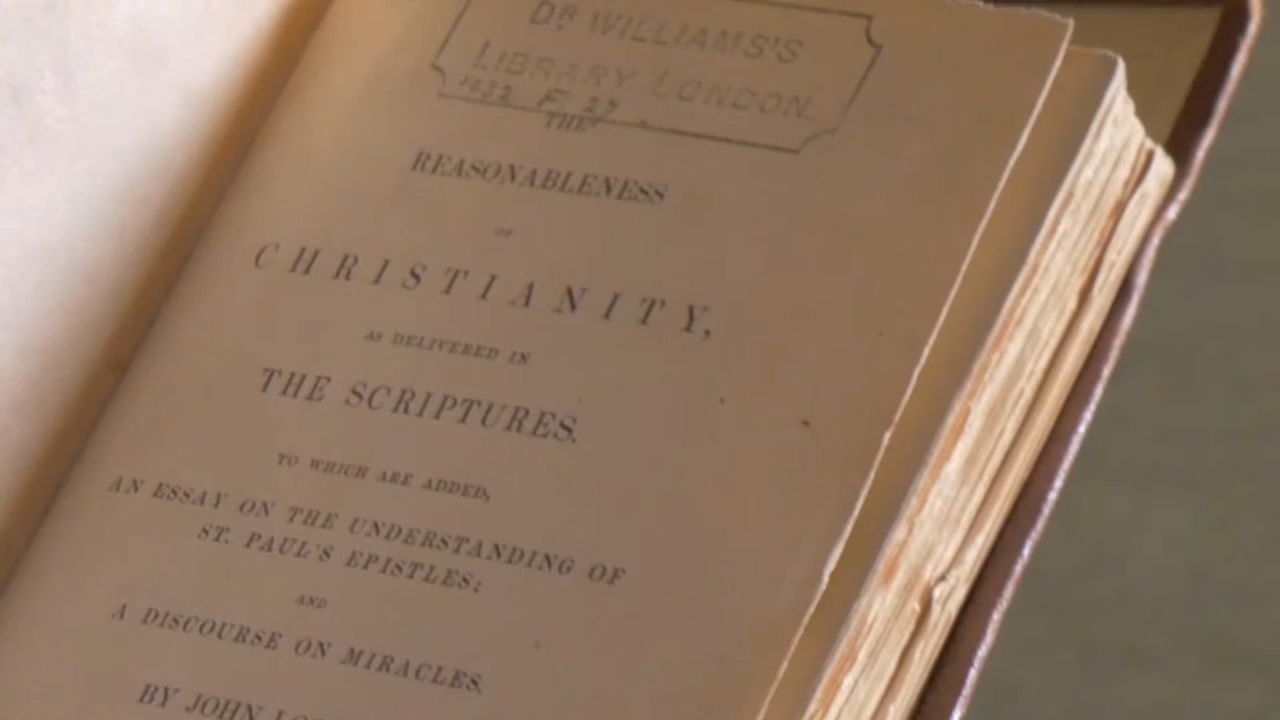 DR WILLIAMS'S
LIBRARY LONDON.
THE
REASONABLENESS
OF
CHRISTIANITY,
AS DELIVERED IN
THE SCRIPTURES.
TO WHICH ARE ADDED,
AN ESSAY ON THE UNDERSTANDING OF
ST. PAUL'S EPISTLES:
AND
A DISCOURSE ON MIRACLES.
BY JOHN